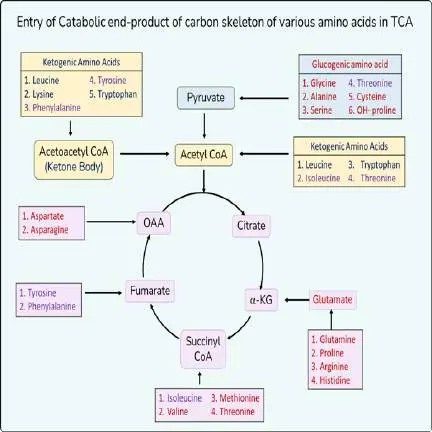 Entry of Catabolic end-product of carbon skeleton of various amino acids in TCA
Ketogenic Amino Acids
1. Leucine 4. Tyrosine
2. Lysine 5. Tryptophan
3. Phenylalanine
Glucogenic amino acid
1. Glycine 4. Threonine
2. Alanine 5. Cysteine
3. Serine 6. OH- proline
Pyruvate
Acetoacetyl CoA
(Ketone Body)
Acetyl CoA
Ketogenic Amino Acids
1. Leucine 3. Tryptophan
2. Isoleucine 4. Threonine
1. Aspartate
2. Asparagine
OAA
Citrate
1. Tyrosine
2. Phenylalanine
Fumarate
α-KG
Glutamate
Succinyl
CoA
1. Glutamine
2. Proline
3. Arginine
4. Histidine
1. Isoleucine 3. Methionine
2. Valine 4. Threonine